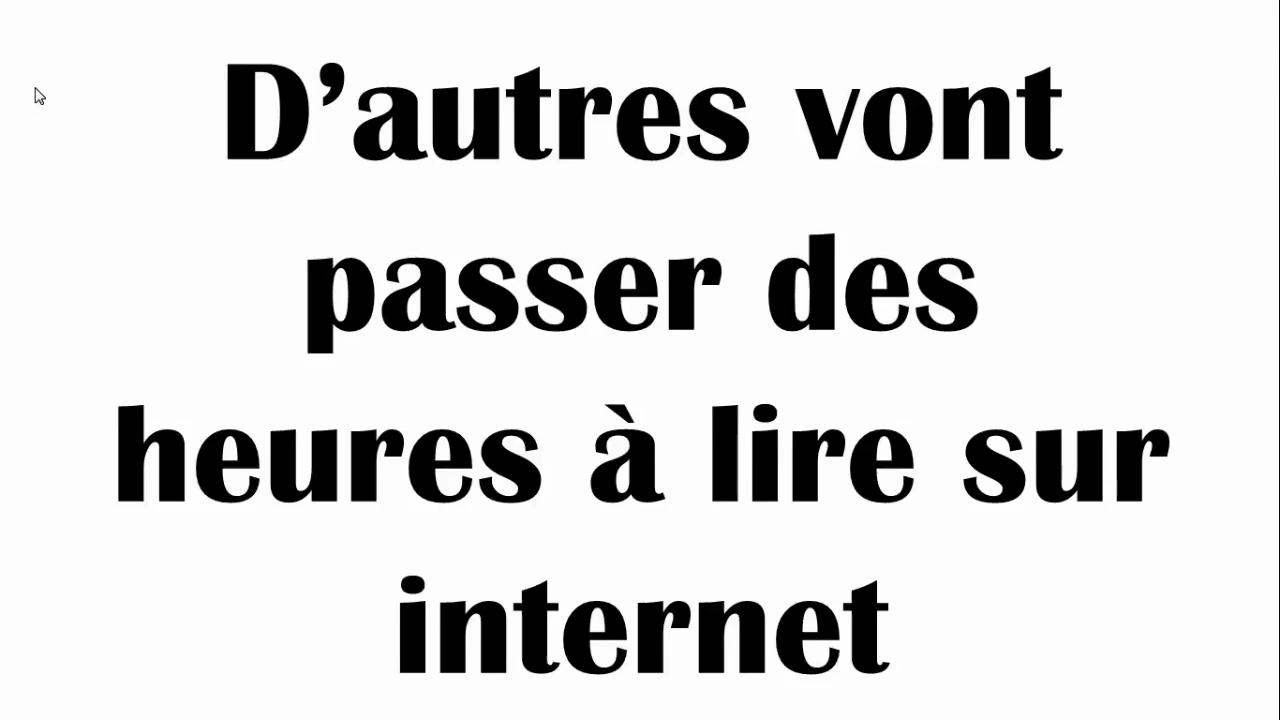 D’autres vont
passer des
heures à lire sur
internet